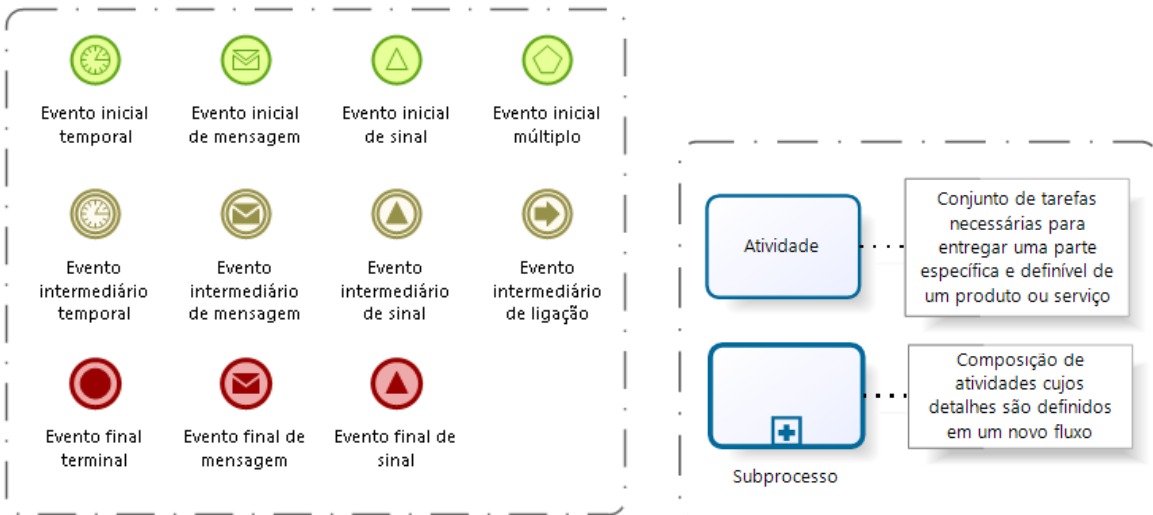 Evento inicial
temporal
Evento inicial
de mensagem
Evento inicial
de sinal
Evento inicial
múltiplo
Evento
intermediário
temporal
Evento
intermediário
de mensagem
Evento
intermediário
de sinal
Evento
intermediário
de ligação
Evento final
terminal
Evento final de
mensagem
Evento final de
sinal
Atividade
Conjunto de tarefas
necessárias para
entregar uma parte
específica e definível de
um produto ou serviço
Composição de
atividades cujos
detalhes são definidos
em um novo fluxo
Subprocesso